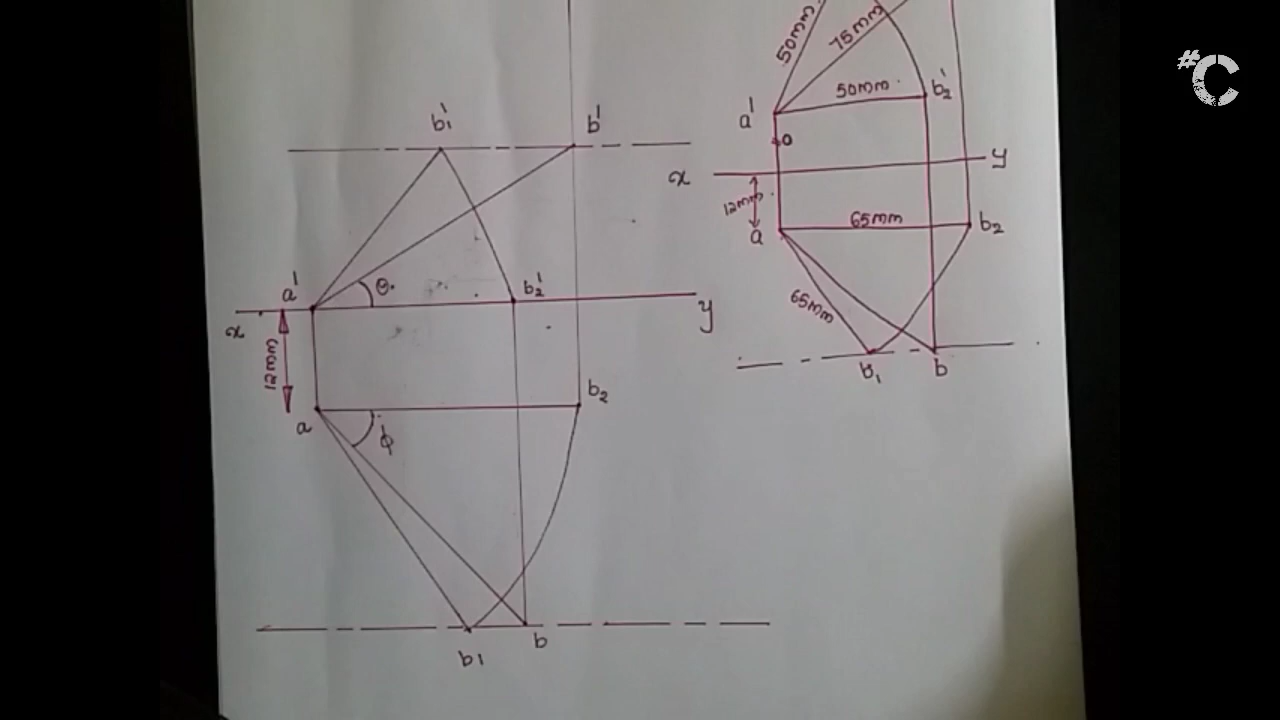 b₁'
b'
a'
θ
b₂'
x
y
12mm
a
ϕ
b₂
b₁
b
50mm
75mm
a'
50mm
b₂'
θ
x
y
12mm
a
65mm
b₂
65mm
b₁
b
#C